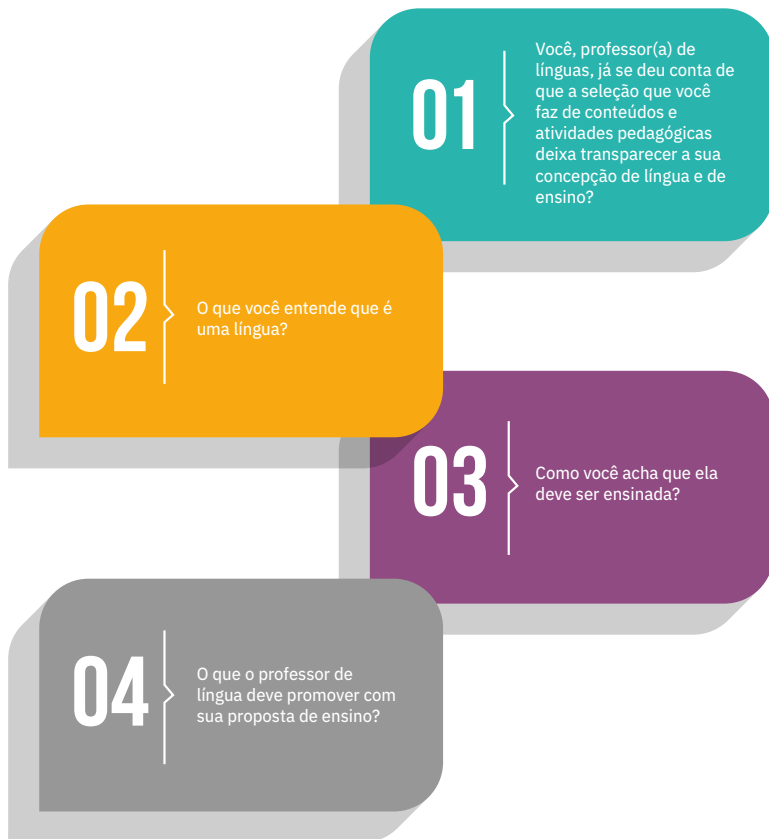 01
Você, professor(a) de
línguas, já se deu conta de
que a seleção que você
faz de conteúdos e
atividades pedagógicas
deixa transparecer a sua
concepção de língua e de
ensino?
02
O que você entende que é
uma língua?
03
Como você acha que ela
deve ser ensinada?
04
O que o professor de
língua deve promover com
sua proposta de ensino?